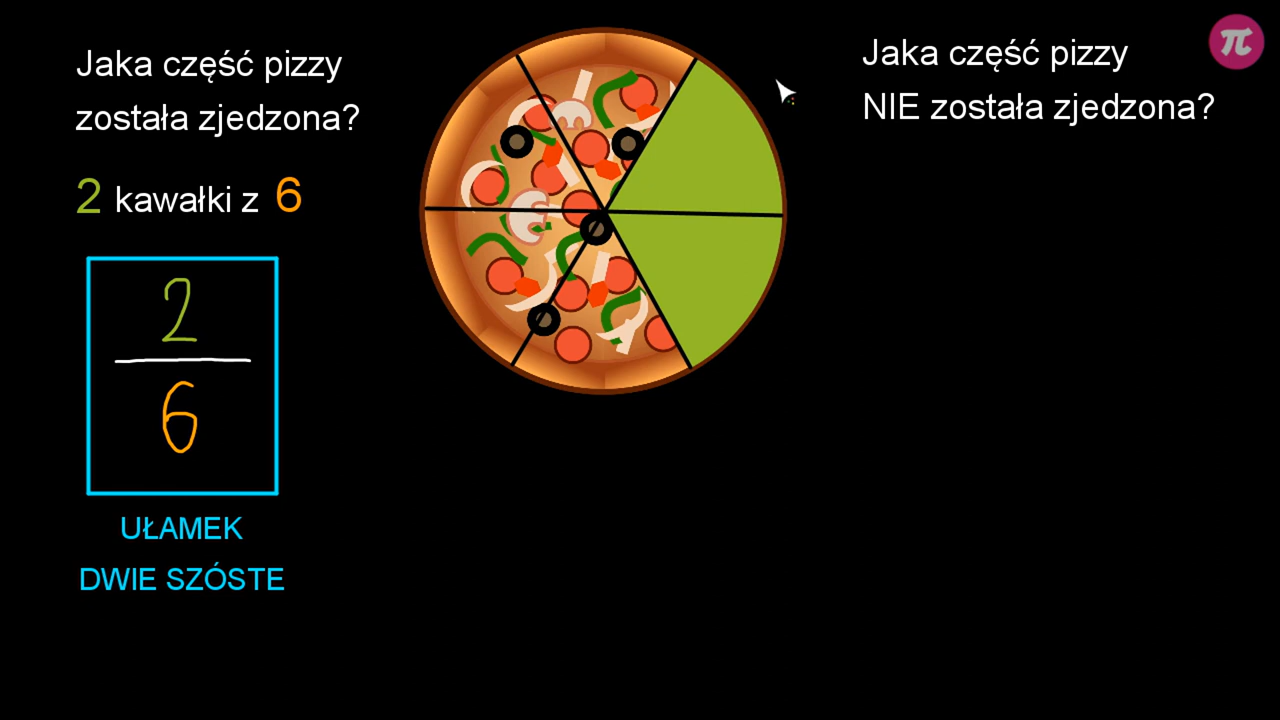 Jaka część pizzy
została zjedzona?
2 kawałki z 6
2
6
UŁAMEK
DWIE SZÓSTE
Jaka część pizzy
NIE została zjedzona?
π